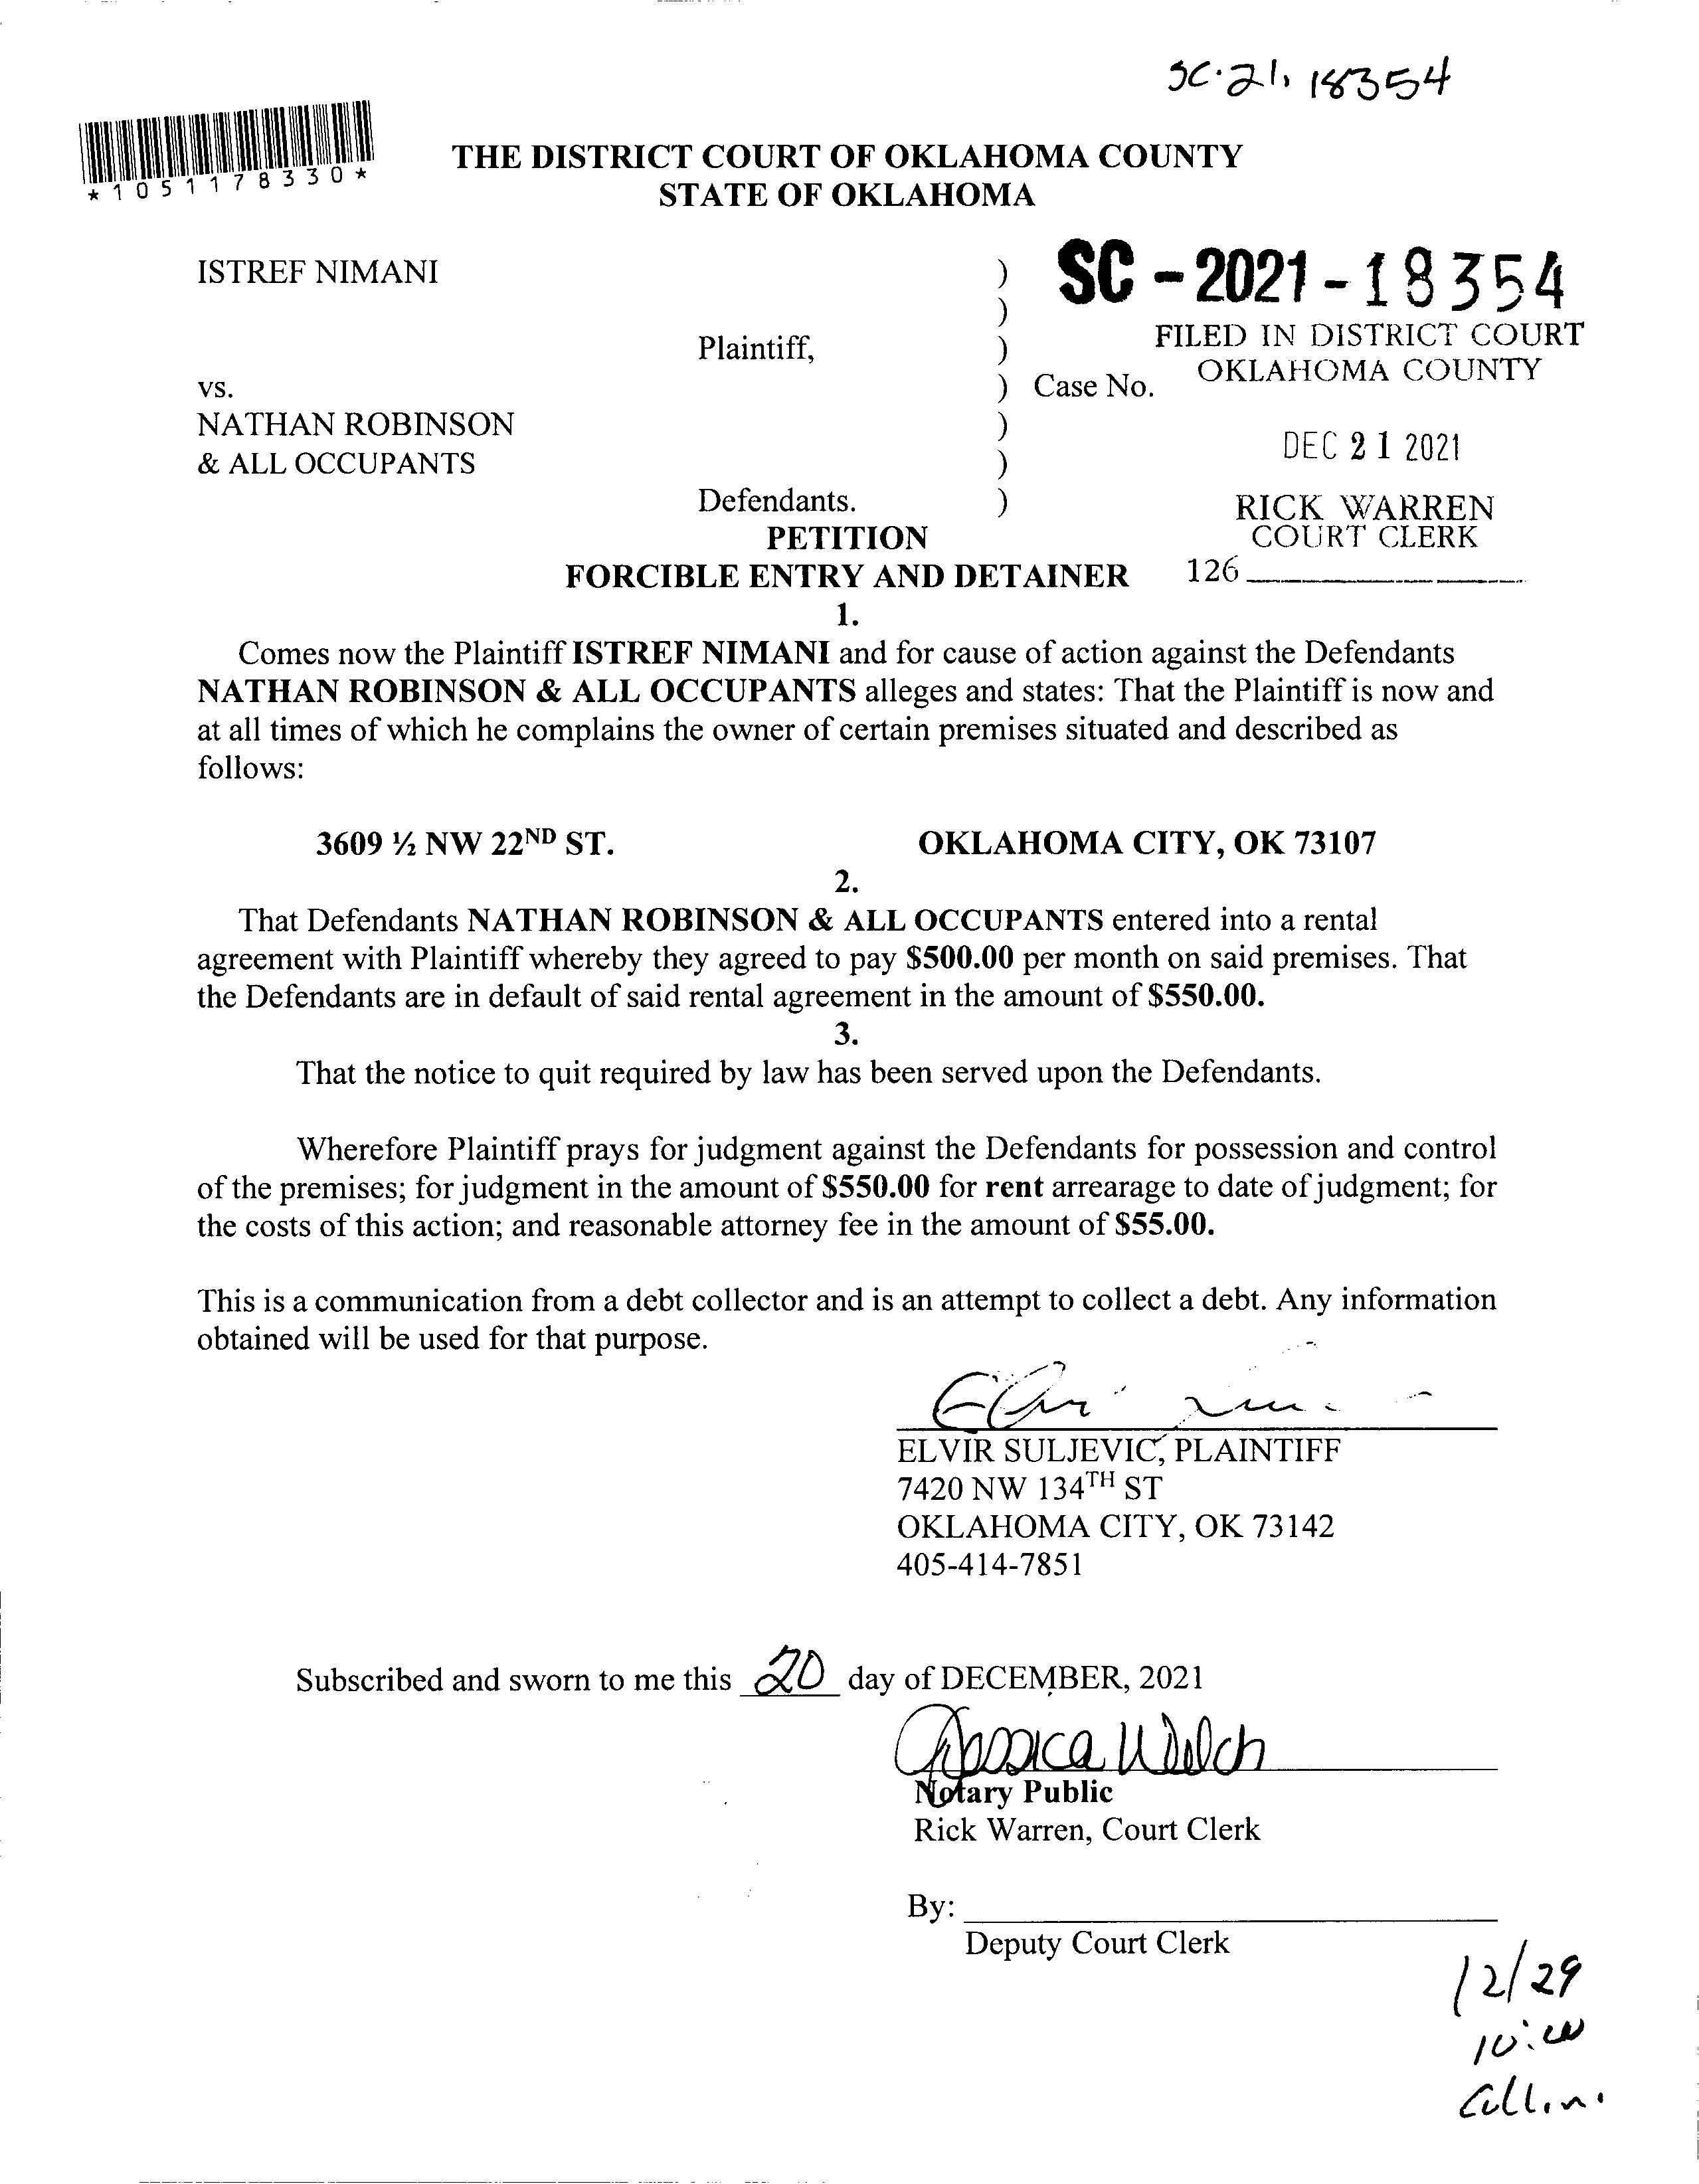 SC-21-18354
*1051178330*
THE DISTRICT COURT OF OKLAHOMA COUNTY
STATE OF OKLAHOMA
ISTREF NIMANI )
)
Plaintiff, )
vs. ) Case No.
NATHAN ROBINSON )
& ALL OCCUPANTS )
Defendants. )
SC-2021-18354
FILED IN DISTRICT COURT
OKLAHOMA COUNTY
DEC 21 2021
RICK WARREN
COURT CLERK
126
PETITION
FORCIBLE ENTRY AND DETAINER
1.
Comes now the Plaintiff ISTREF NIMANI and for cause of action against the Defendants
NATHAN ROBINSON & ALL OCCUPANTS alleges and states: That the Plaintiff is now and
at all times of which he complains the owner of certain premises situated and described as
follows:
3609 ½ NW 22ND ST. OKLAHOMA CITY, OK 73107
2.
That Defendants NATHAN ROBINSON & ALL OCCUPANTS entered into a rental
agreement with Plaintiff whereby they agreed to pay $500.00 per month on said premises. That
the Defendants are in default of said rental agreement in the amount of $550.00.
3.
That the notice to quit required by law has been served upon the Defendants.
Wherefore Plaintiff prays for judgment against the Defendants for possession and control
of the premises; for judgment in the amount of $550.00 for rent arrearage to date of judgment; for
the costs of this action; and reasonable attorney fee in the amount of $55.00.
This is a communication from a debt collector and is an attempt to collect a debt. Any information
obtained will be used for that purpose.
ELVIR SULJEVIC, PLAINTIFF
7420 NW 134TH ST
OKLAHOMA CITY, OK 73142
405-414-7851
Subscribed and sworn to me this 20 day of DECEMBER, 2021
Jessica Welch
Notary Public
Rick Warren, Court Clerk
By:
Deputy Court Clerk
12/29
10:00